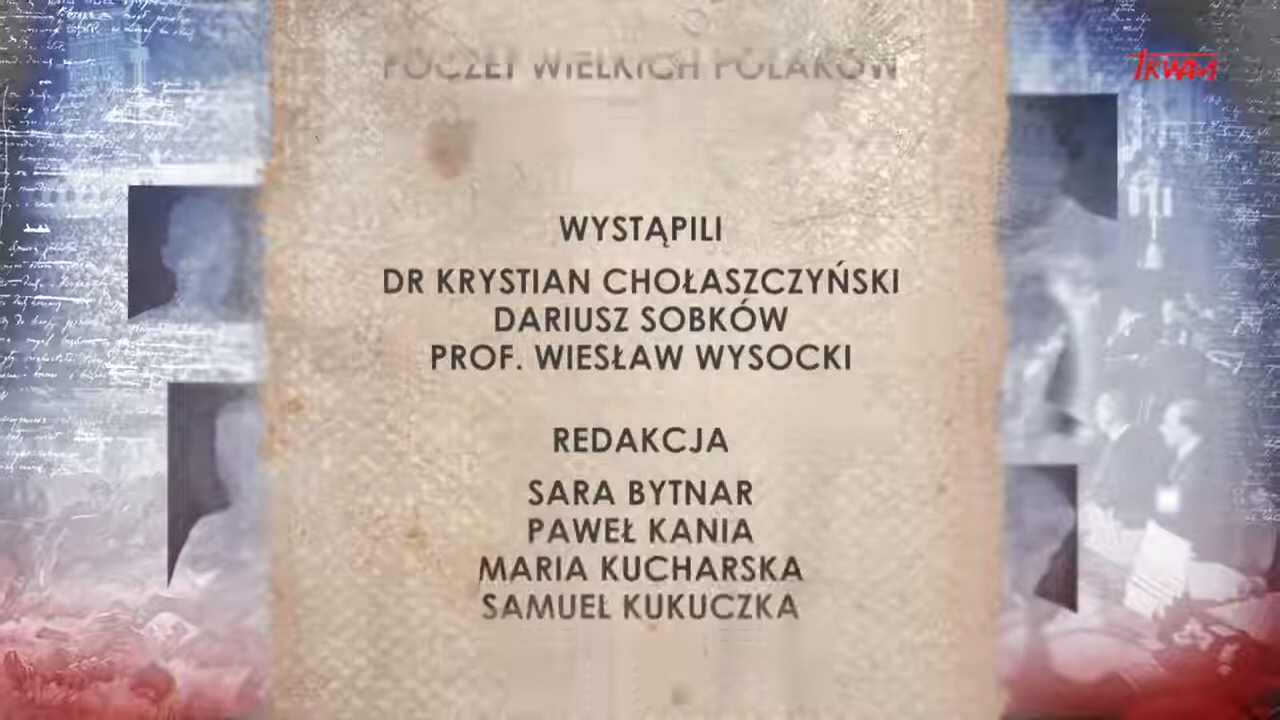 POCZET WIELKICH POLAKÓW
TRWAM
WYSTĄPILI
DR KRYSTIAN CHOŁASZCZYŃSKI
DARIUSZ SOBKÓW
PROF. WIESŁAW WYSOCKI
REDAKCJA
SARA BYTNAR
PAWEŁ KANIA
MARIA KUCHARSKA
SAMUEL KUKUCZKA